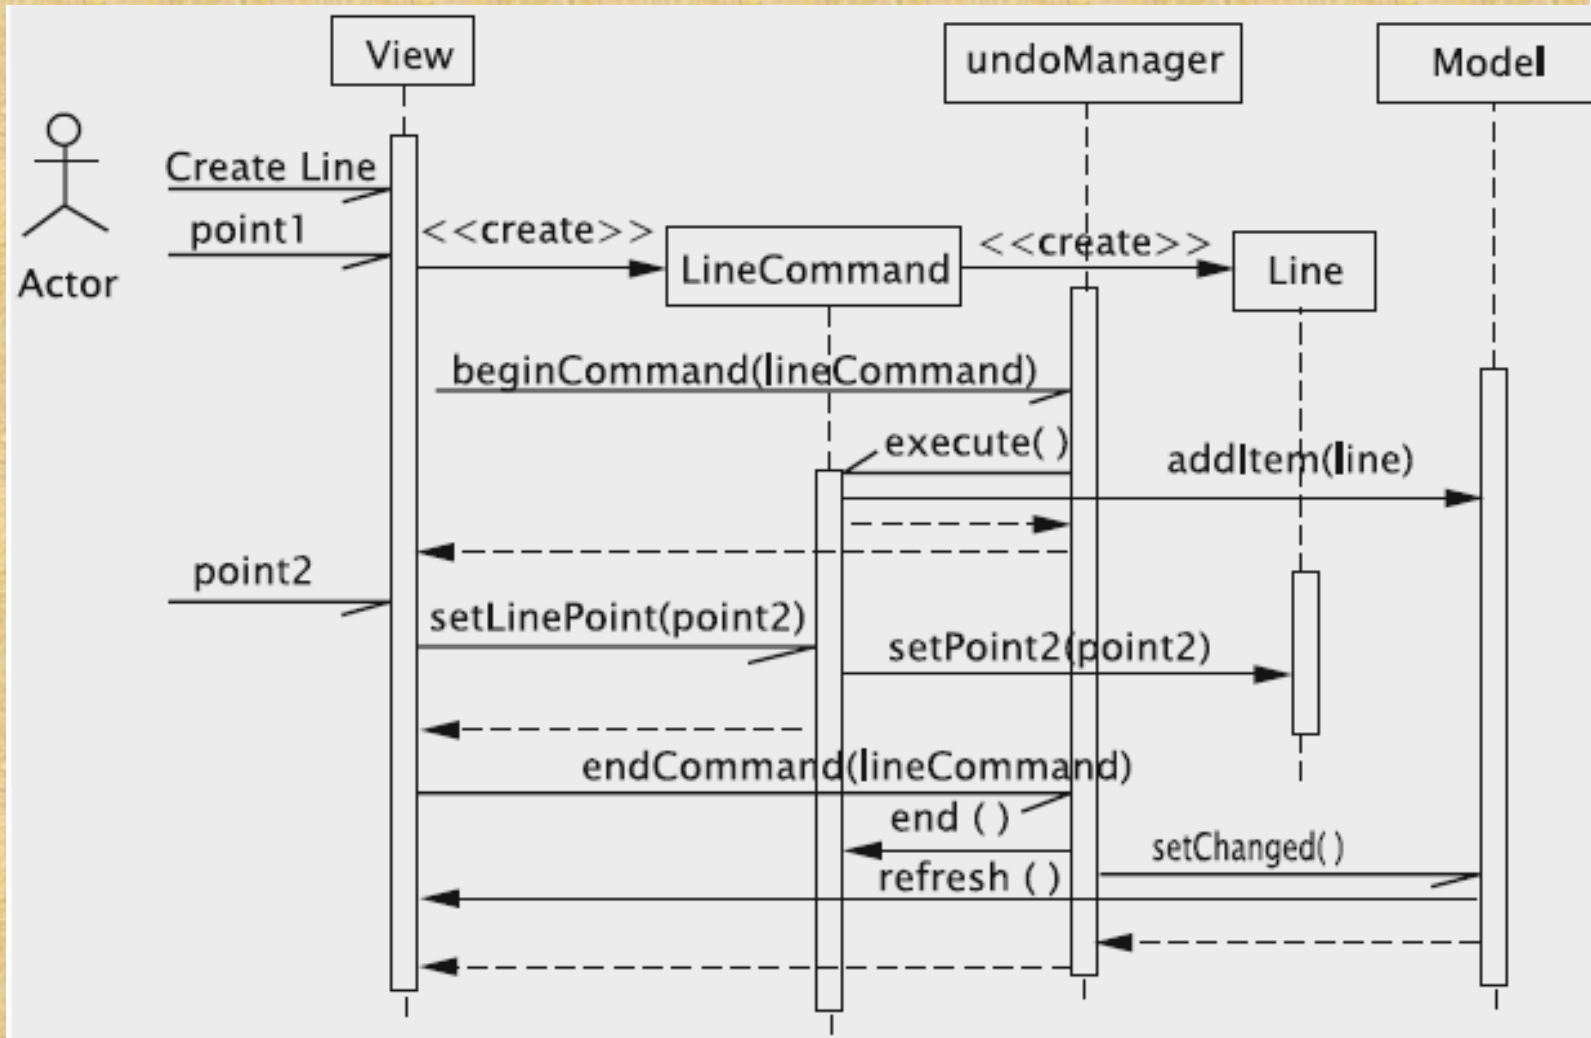 View
undoManager
Model
Create Line
point1
<<create>>
<<create>>
Actor
LineCommand
Line
beginCommand(lineCommand)
execute( )
addItem(line)
point2
setLinePoint(point2)
setPoint2(point2)
endCommand(lineCommand)
end ( )
setChanged( )
refresh ( )